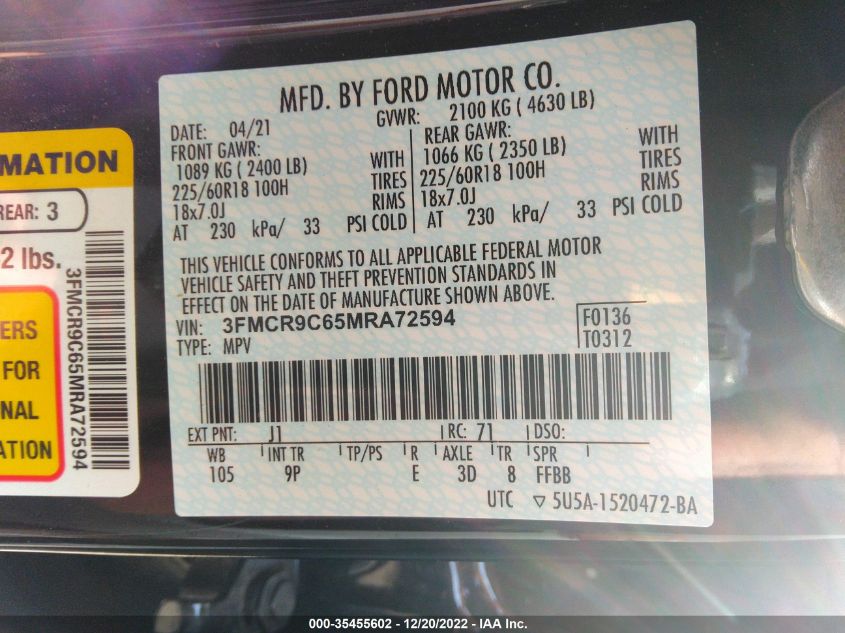 MATION
REAR: 3
2 lbs.
3FMCR9C65MRA72594
ERS
FOR
NAL
ATION
MFD. BY FORD MOTOR CO.
DATE: 04/21 GVWR: 2100 KG ( 4630 LB)
FRONT GAWR: REAR GAWR:
1089 KG ( 2400 LB) WITH 1066 KG ( 2350 LB) WITH
225/60R18 100H TIRES 225/60R18 100H TIRES
18x7.0J RIMS 18x7.0J RIMS
AT 230 kPa/ 33 PSI COLD AT 230 kPa/ 33 PSI COLD
THIS VEHICLE CONFORMS TO ALL APPLICABLE FEDERAL MOTOR
VEHICLE SAFETY AND THEFT PREVENTION STANDARDS IN
EFFECT ON THE DATE OF MANUFACTURE SHOWN ABOVE.
VIN: 3FMCR9C65MRA72594 F0136
TYPE: MPV T0312
EXT PNT: J1 RC: 71 DSO:
WB INT TR TP/PS R AXLE TR SPR
105 9P E 3D 8 FFBB
UTC ▽ 5U5A-1520472-BA
000-35455602 - 12/20/2022 - IAA Inc.